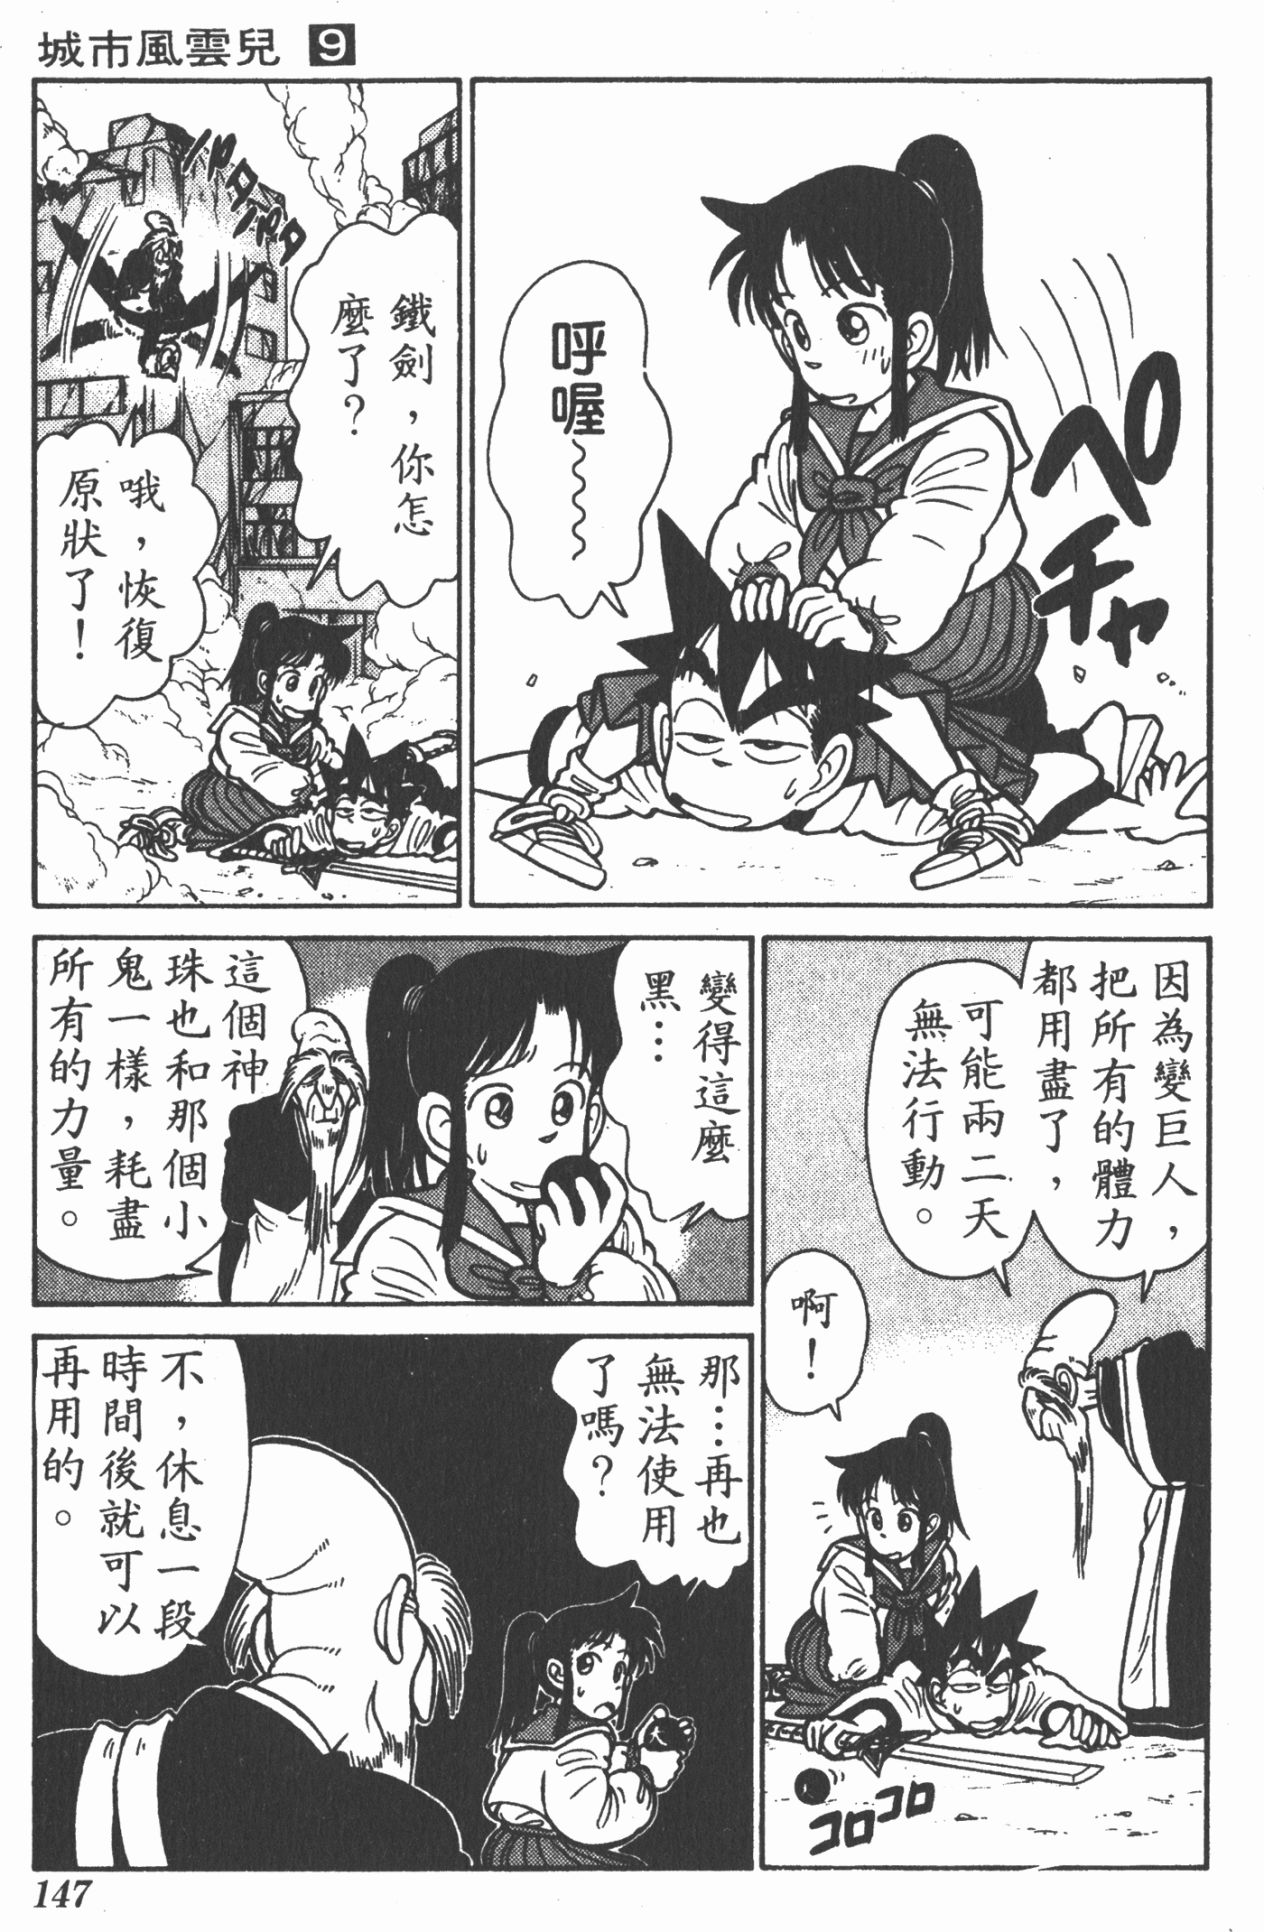 城市風雲兒 9
ペチャ
呼喔～～～
鐵劍，你怎
麼了？
哦，恢復
原狀了！
パタパタ
因為變巨人，
把所有的體力
都用盡了，
可能兩二天
無法行動。
啊！
コロコロ
變得這麼
黑…
這個神
珠也和那個小
鬼一樣，耗盡
所有的力量。
那…再也
無法使用
了嗎？
不，休息一段
時間後就可以
再用的。
147